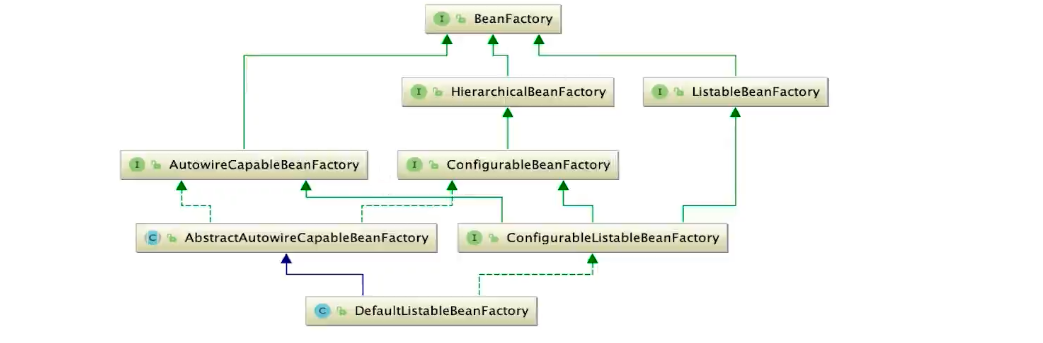 I BeanFactory
I HierarchicalBeanFactory
I ListableBeanFactory
I AutowireCapableBeanFactory
I ConfigurableBeanFactory
C AbstractAutowireCapableBeanFactory
I ConfigurableListableBeanFactory
C DefaultListableBeanFactory